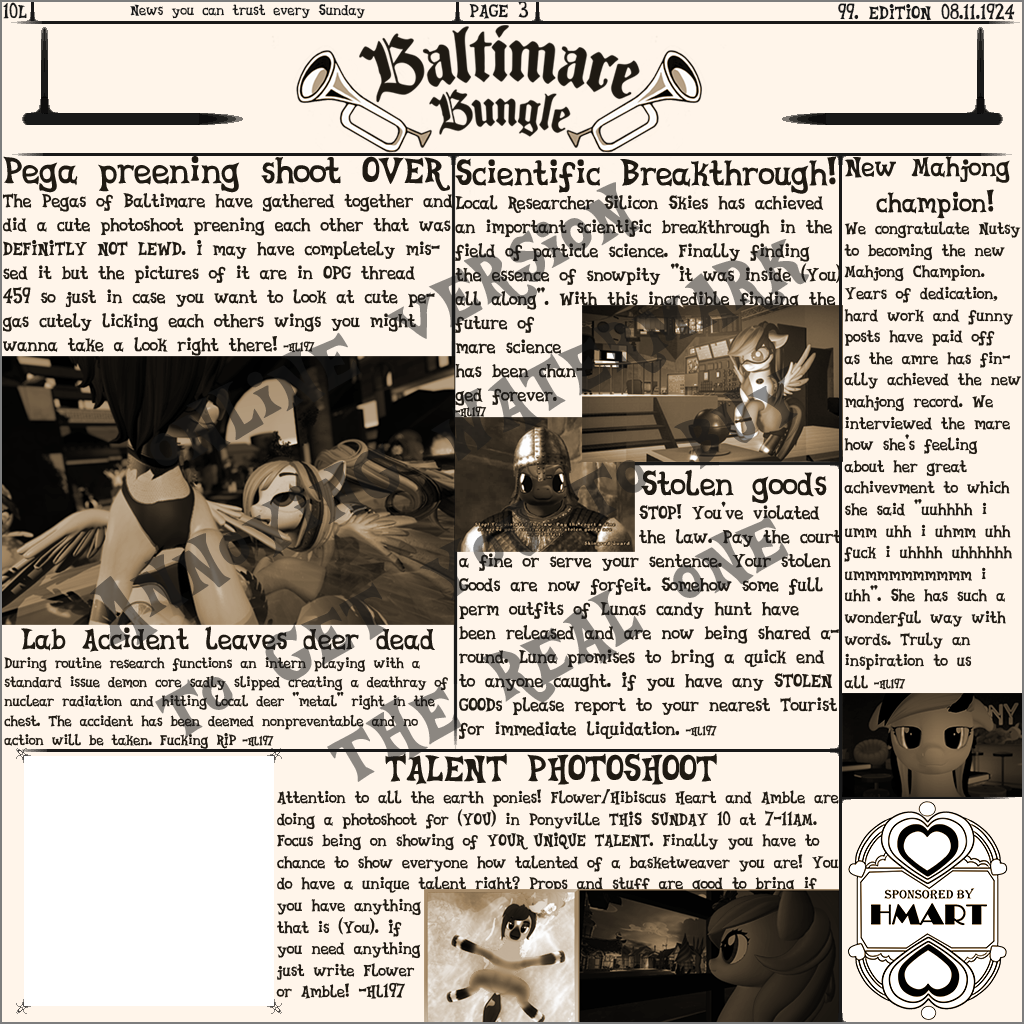 10L
News you can trust every Sunday
PAGE 3
99. EDITION 08.11.1924
Baltimare
Bungle
Pega preening shoot OVER
The Pegas of Baltimare have gathered together and
did a cute photoshoot preening each other that was
DEFINITLY NOT LEWD. i may have completely mis-
sed it but the pictures of it are in OPG thread
459 so just in case you want to look at cute pe-
gas cutely licking each others wings you might
wanna take a look right there! -HL197
Lab Accident leaves deer dead
During routine research functions an intern playing with a
standard issue demon core sadly slipped creating a deathray of
nuclear radiation and hitting local deer "metal" right in the
chest. The accident has been deemed nonpreventable and no
action will be taken. Fucking RiP -HL197
Scientific Breakthrough!
Local Researcher Silicon Skies has achieved
an important scientific breakthrough in the
field of particle science. Finally finding
the essence of snowpity "it was inside (You)
all along". With this incredible finding the
future of
mare science
has been chan-
ged forever.
-HL197
Stolen goods
STOP! You've violated
the law. Pay the court
a fine or serve your sentence. Your stolen
Goods are now forfeit. Somehow some full
perm outfits of Lunas candy hunt have
been released and are now being shared a-
round. Luna promises to bring a quick end
to anyone caught. if you have any STOLEN
GOODs please report to your nearest Tourist
for immediate liquidation. -HL197
New Mahjong
champion!
We congratulate Nutsy
to becoming the new
Mahjong Champion.
Years of dedication,
hard work and funny
posts have paid off
as the amre has fin-
ally achieved the new
mahjong record. We
interviewed the mare
how she's feeling
about her great
achivevment to which
she said "uuhhhh i
umm uhh i uhmm uhh
fuck i uhhhh uhhhhhh
ummmmmmmmmm i
uhh". She has such a
wonderful way with
words. Truly an
inspiration to us
all -HL197
NY
TALENT PHOTOSHOOT
Attention to all the earth ponies! Flower/Hibiscus Heart and Amble are
doing a photoshoot for (YOU) in Ponyville THiS SUNDAY 10 at 7-11AM.
Focus being on showing of YOUR UNiQUE TALENT. Finally you have to
chance to show everyone how talented of a basketweaver you are! You
do have a unique talent right? Props and stuff are good to bring if
you have anything
that is (You). if
you need anything
just write Flower
or Amble! -HL197
SPONSORED BY
HMART
ONLINE VERSION
ANNOYING WATERMARK
TO GET YOU TO GET
THE REAL ONE